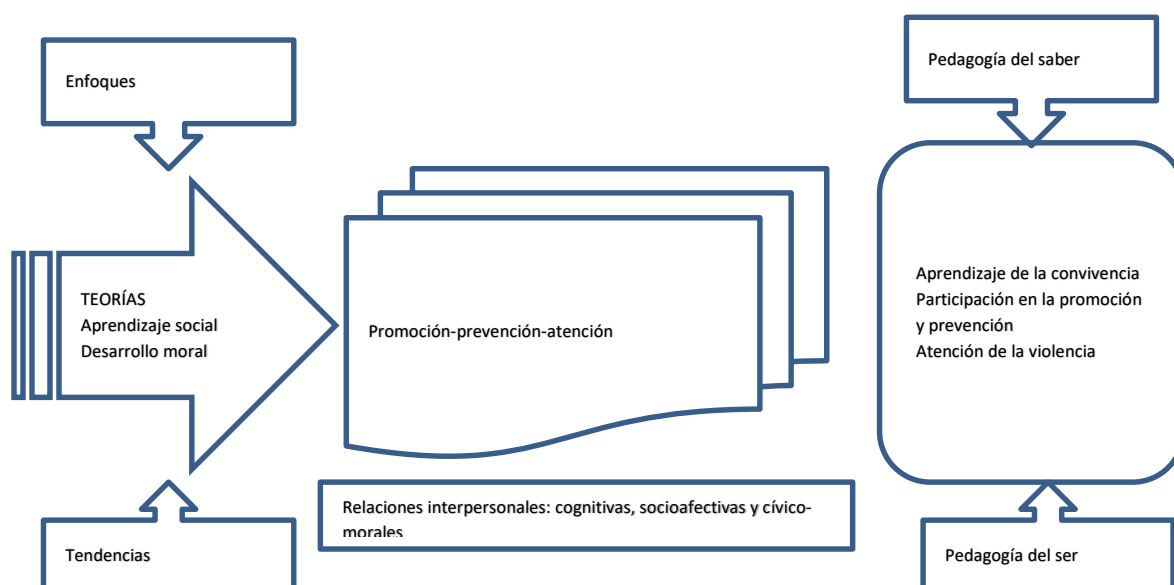 Enfoques
Pedagogía del saber
TEORÍAS
Aprendizaje social
Desarrollo moral
Promoción-prevención-atención
Aprendizaje de la convivencia
Participación en la promoción
y prevención
Atención de la violencia
Relaciones interpersonales: cognitivas, socioafectivas y cívico-
morales
Tendencias
Pedagogía del ser